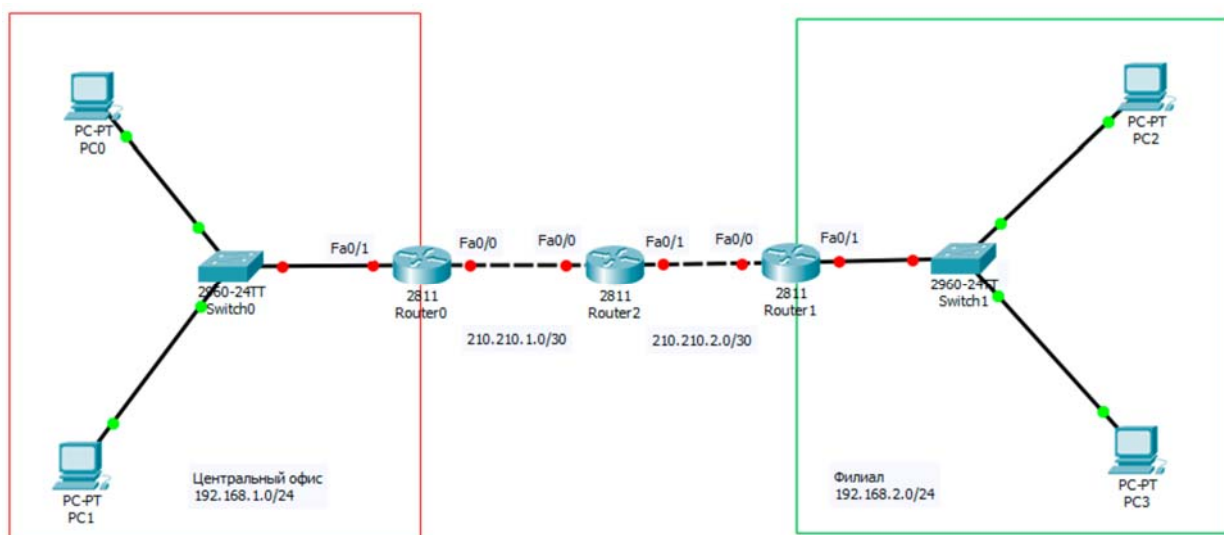 PC-PT
PC0
PC-PT
PC2
Fa0/1
Fa0/0
Fa0/0
Fa0/1
Fa0/0
Fa0/1
2960-24TT
Switch0
2811
Router0
2811
Router2
2811
Router1
2960-24TT
Switch1
210.210.1.0/30
210.210.2.0/30
PC-PT
PC1
Центральный офис
192.168.1.0/24
Филиал
192.168.2.0/24
PC-PT
PC3